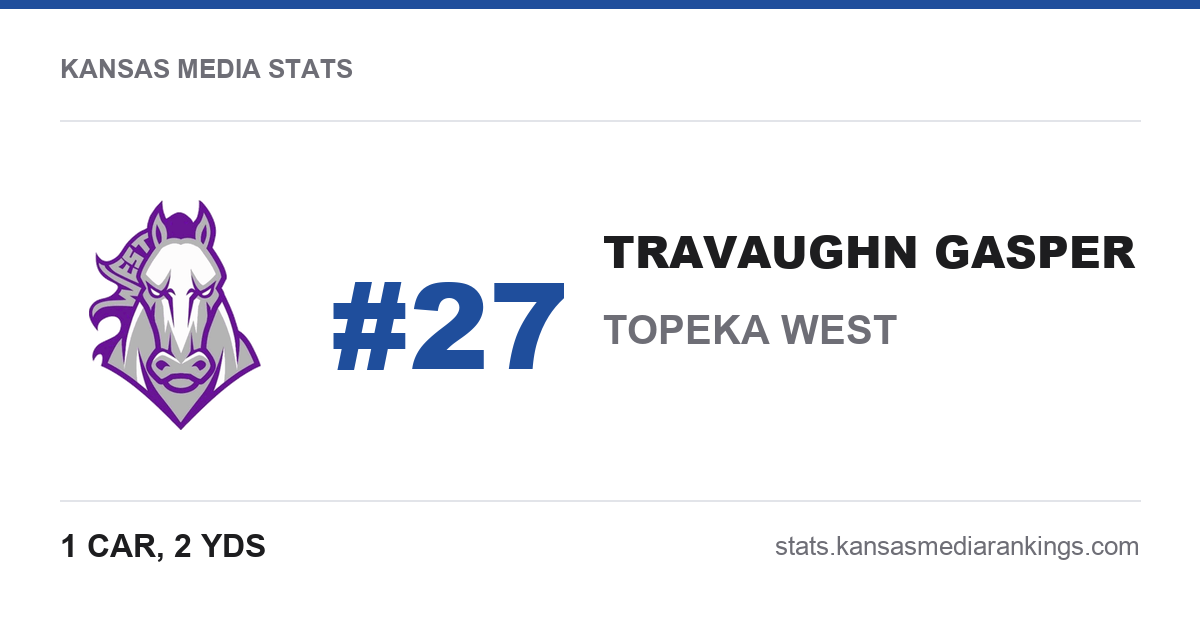 KANSAS MEDIA STATS
WEST
#27
TRAVAUGHN GASPER
TOPEKA WEST
1 CAR, 2 YDS
stats.kansasmediarankings.com